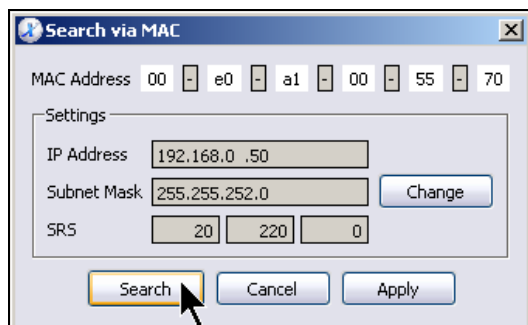 Search via MAC
MAC Address 00 - e0 - a1 - 00 - 55 - 70
Settings
IP Address 192.168.0 .50
Subnet Mask 255.255.252.0 Change
SRS 20 220 0
Search Cancel Apply